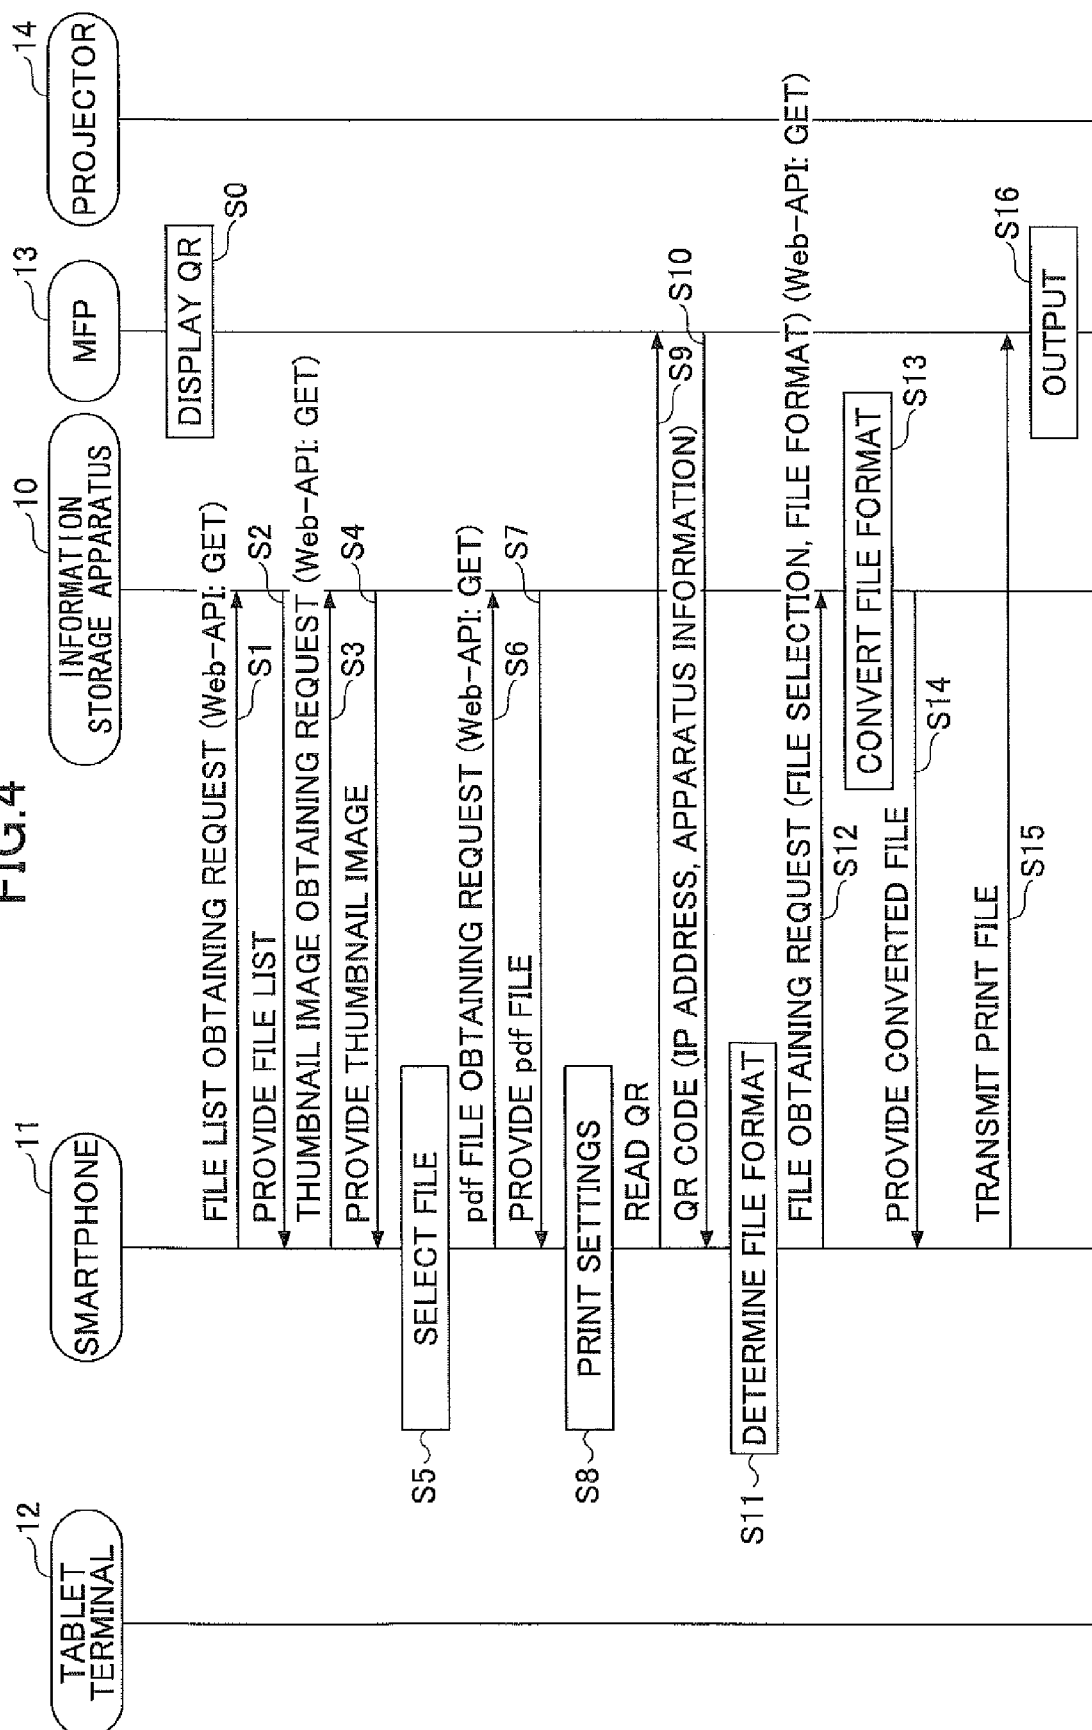 FIG.4
12
TABLET
TERMINAL
11
SMARTPHONE
10
INFORMATION
STORAGE APPARATUS
13
MFP
14
PROJECTOR
DISPLAY QR
S0
FILE LIST OBTAINING REQUEST (Web-API: GET)
S1
PROVIDE FILE LIST
S2
THUMBNAIL IMAGE OBTAINING REQUEST (Web-API: GET)
S3
PROVIDE THUMBNAIL IMAGE
S4
S5
SELECT FILE
pdf FILE OBTAINING REQUEST (Web-API: GET)
S6
PROVIDE pdf FILE
S7
S8
PRINT SETTINGS
READ QR
S9
QR CODE (IP ADDRESS, APPARATUS INFORMATION)
S10
S11
DETERMINE FILE FORMAT
FILE OBTAINING REQUEST (FILE SELECTION, FILE FORMAT) (Web-API: GET)
S12
CONVERT FILE FORMAT
S13
PROVIDE CONVERTED FILE
S14
TRANSMIT PRINT FILE
S15
OUTPUT
S16